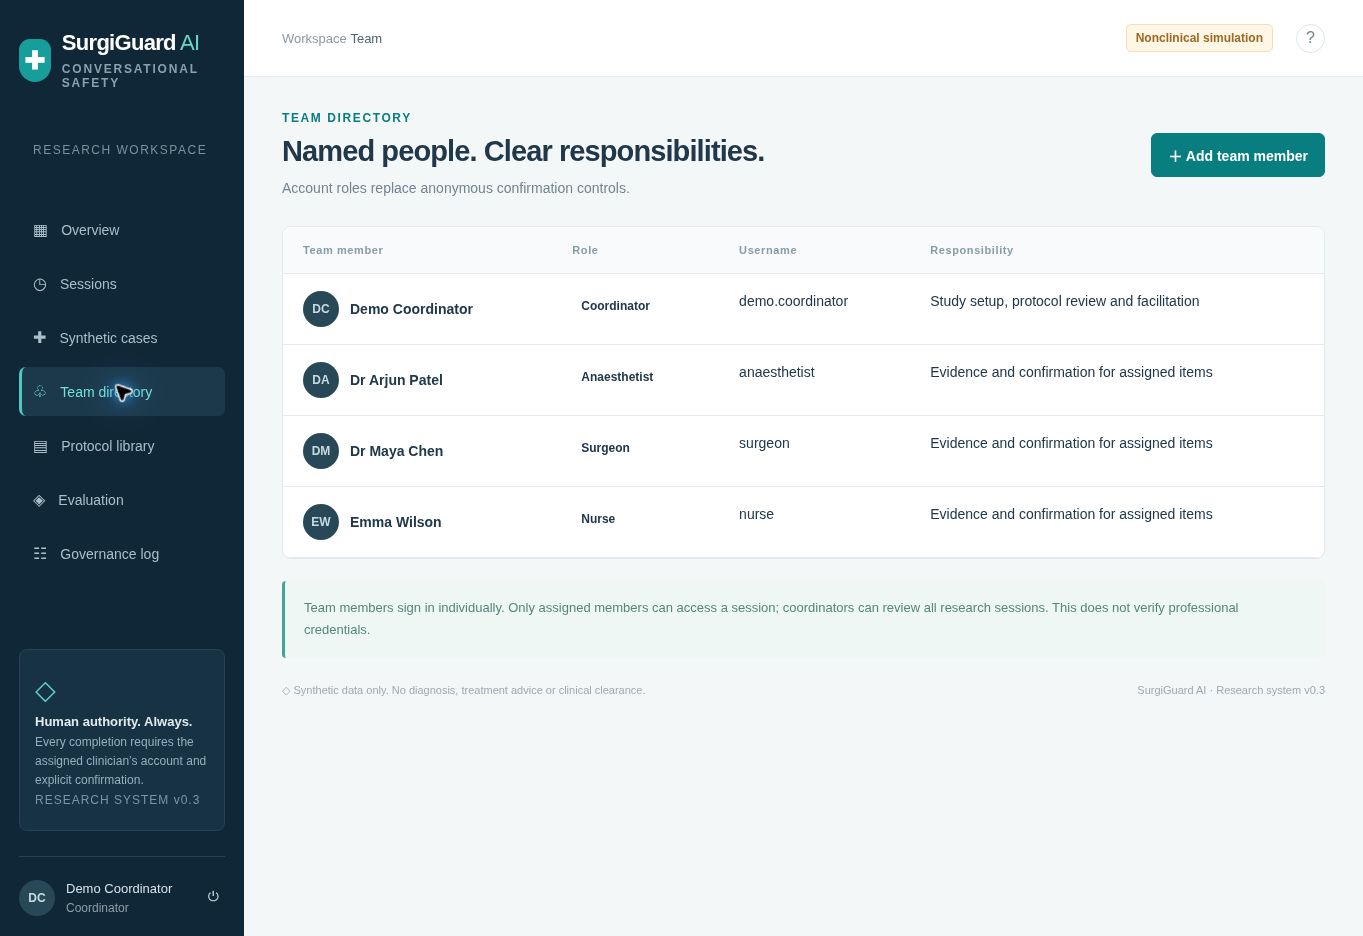 SurgiGuard AI
CONVERSATIONAL
SAFETY
RESEARCH WORKSPACE
Overview
Sessions
Synthetic cases
Team directory
Protocol library
Evaluation
Governance log
Human authority. Always.
Every completion requires the
assigned clinician's account and
explicit confirmation.
RESEARCH SYSTEM v0.3
DC
Demo Coordinator
Coordinator
Workspace Team
Nonclinical simulation
?
TEAM DIRECTORY
Named people. Clear responsibilities.
Account roles replace anonymous confirmation controls.
+ Add team member
Team member Role Username Responsibility
DC Demo Coordinator Coordinator demo.coordinator Study setup, protocol review and facilitation
DA Dr Arjun Patel Anaesthetist anaesthetist Evidence and confirmation for assigned items
DM Dr Maya Chen Surgeon surgeon Evidence and confirmation for assigned items
EW Emma Wilson Nurse nurse Evidence and confirmation for assigned items
Team members sign in individually. Only assigned members can access a session; coordinators can review all research sessions. This does not verify professional
credentials.
◇ Synthetic data only. No diagnosis, treatment advice or clinical clearance.
SurgiGuard AI · Research system v0.3